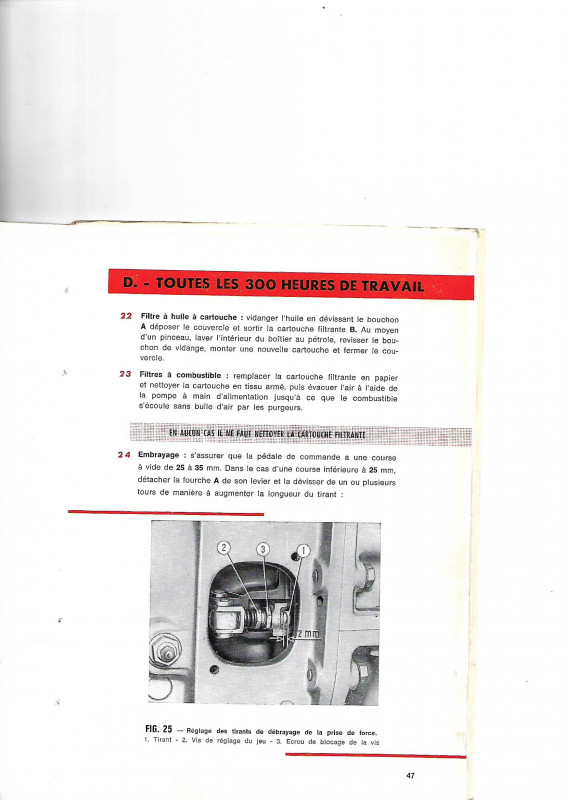 D. - TOUTES LES 300 HEURES DE TRAVAIL
22 Filtre à huile à cartouche : vidanger l'huile en dévissant le bouchon
A déposer le couvercle et sortir la cartouche filtrante B. Au moyen
d'un pinceau, laver l'intérieur du boîtier au pétrole, revisser le bou-
chon de vidange, monter une nouvelle cartouche et fermer le cou-
vercle.
23 Filtres à combustible : remplacer la cartouche filtrante en papier
et nettoyer la cartouche en tissu armé, puis évacuer l'air à l'aide de
la pompe à main d'alimentation jusqu'à ce que le combustible
s'écoule sans bulle d'air par les purgeurs.
EN AUCUN CAS IL NE FAUT NETTOYER LA CARTOUCHE FILTRANTE
24 Embrayage : s'assurer que la pédale de commande a une course
à vide de 25 à 35 mm. Dans le cas d'une course inférieure à 25 mm,
détacher la fourche A de son levier et la dévisser de un ou plusieurs
tours de manière à augmenter la longueur du tirant :
2 3 1
2 mm
FIG. 25 — Réglage des tirants de débrayage de la prise de force.
1. Tirant - 2. Vis de réglage du jeu - 3. Ecrou de blocage de la vis
47